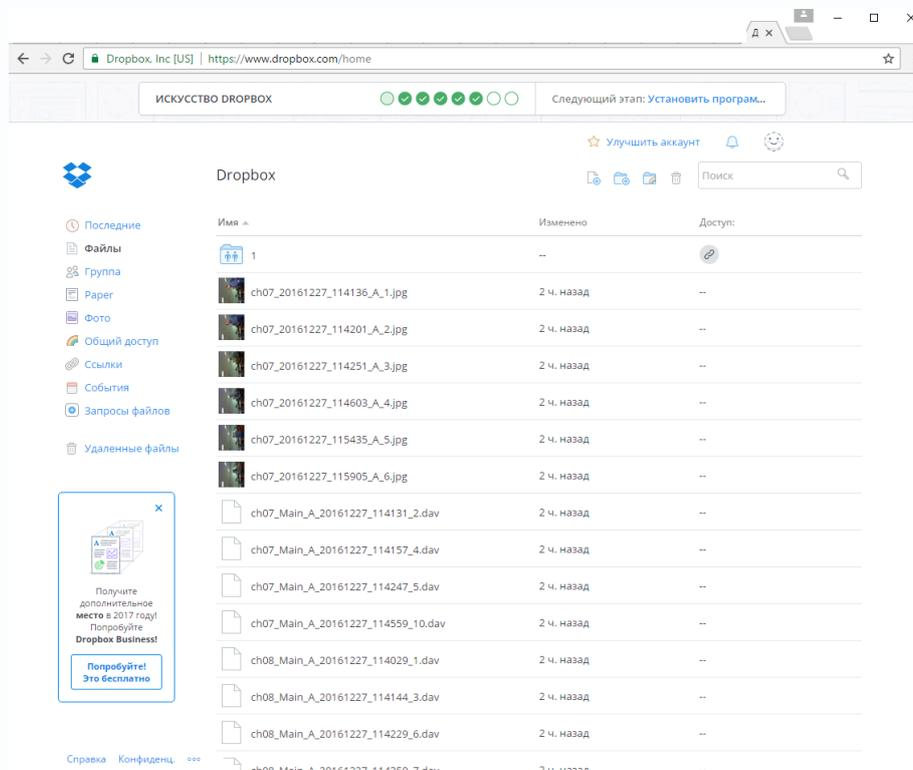 Д
Dropbox, Inc [US] | https://www.dropbox.com/home
ИСКУССТВО DROPBOX
Следующий этап: Установить програм...
Улучшить аккаунт
Dropbox
Поиск
Последние
Файлы
Группа
Paper
Фото
Общий доступ
Ссылки
События
Запросы файлов
Удаленные файлы
Получите
дополнительное
место в 2017 году!
Попробуйте
Dropbox Business!
Попробуйте!
Это бесплатно
Справка Конфиденц.
Имя Изменено Доступ:
1 --
ch07_20161227_114136_A_1.jpg 2 ч. назад --
ch07_20161227_114201_A_2.jpg 2 ч. назад --
ch07_20161227_114251_A_3.jpg 2 ч. назад --
ch07_20161227_114603_A_4.jpg 2 ч. назад --
ch07_20161227_115435_A_5.jpg 2 ч. назад --
ch07_20161227_115905_A_6.jpg 2 ч. назад --
ch07_Main_A_20161227_114131_2.dav 2 ч. назад --
ch07_Main_A_20161227_114157_4.dav 2 ч. назад --
ch07_Main_A_20161227_114247_5.dav 2 ч. назад --
ch07_Main_A_20161227_114559_10.dav 2 ч. назад --
ch08_Main_A_20161227_114029_1.dav 2 ч. назад --
ch08_Main_A_20161227_114144_3.dav 2 ч. назад --
ch08_Main_A_20161227_114229_6.dav 2 ч. назад --